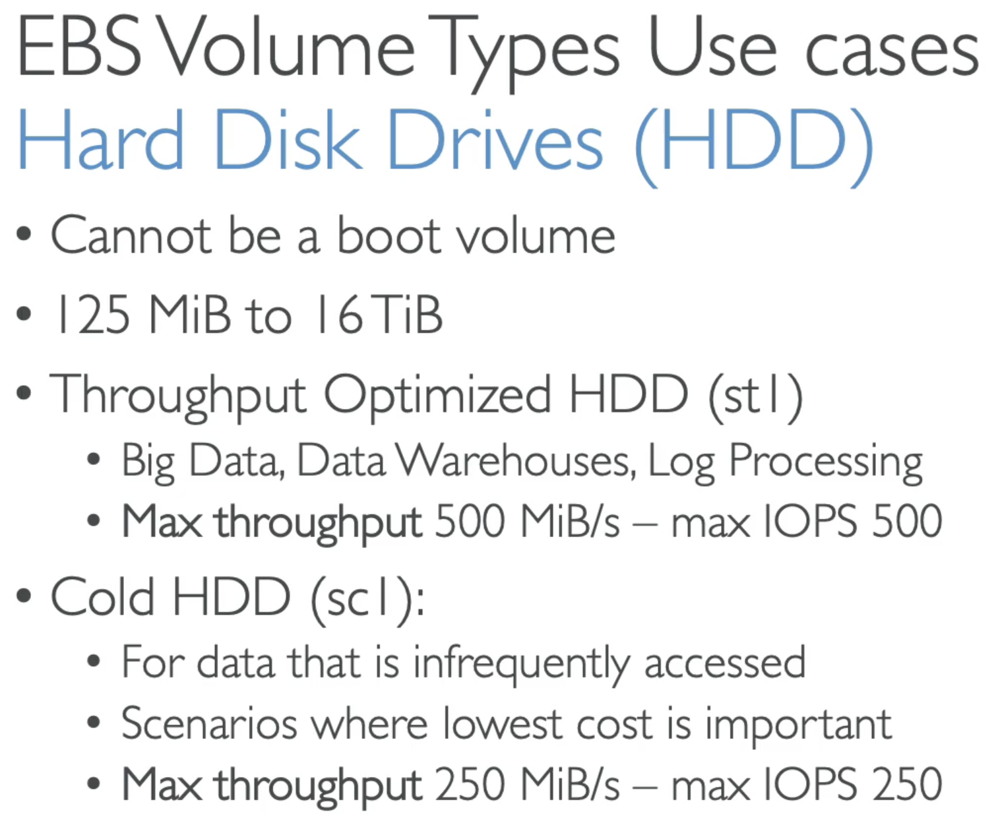 EBS Volume Types Use cases
Hard Disk Drives (HDD)
• Cannot be a boot volume
• 125 MiB to 16 TiB
• Throughput Optimized HDD (st1)
• Big Data, Data Warehouses, Log Processing
• Max throughput 500 MiB/s – max IOPS 500
• Cold HDD (sc1):
• For data that is infrequently accessed
• Scenarios where lowest cost is important
• Max throughput 250 MiB/s – max IOPS 250